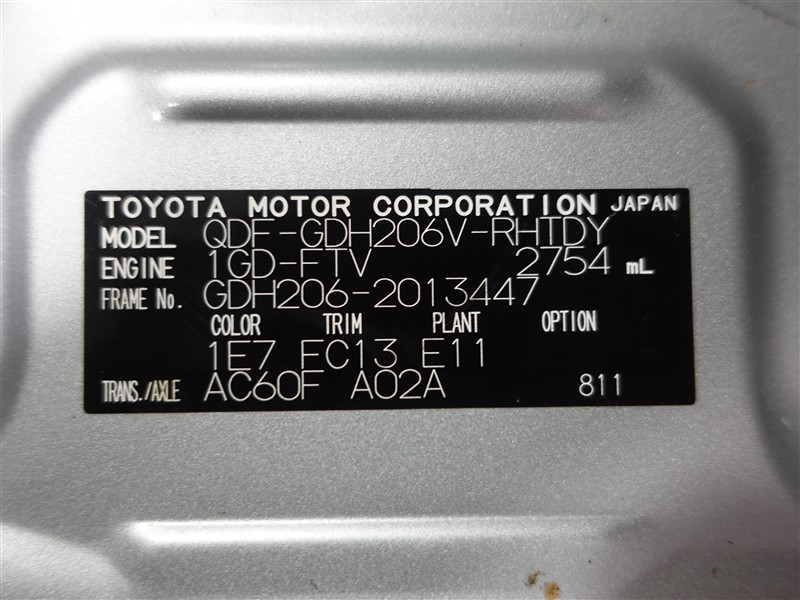 TOYOTA MOTOR CORPORATION JAPAN
MODEL QDF-GDH206V-RHTDY
ENGINE 1GD-FTV 2754 mL
FRAME No. GDH206-2013447
COLOR TRIM PLANT OPTION
1E7 FC13 E11
TRANS./AXLE AC60F A02A 811